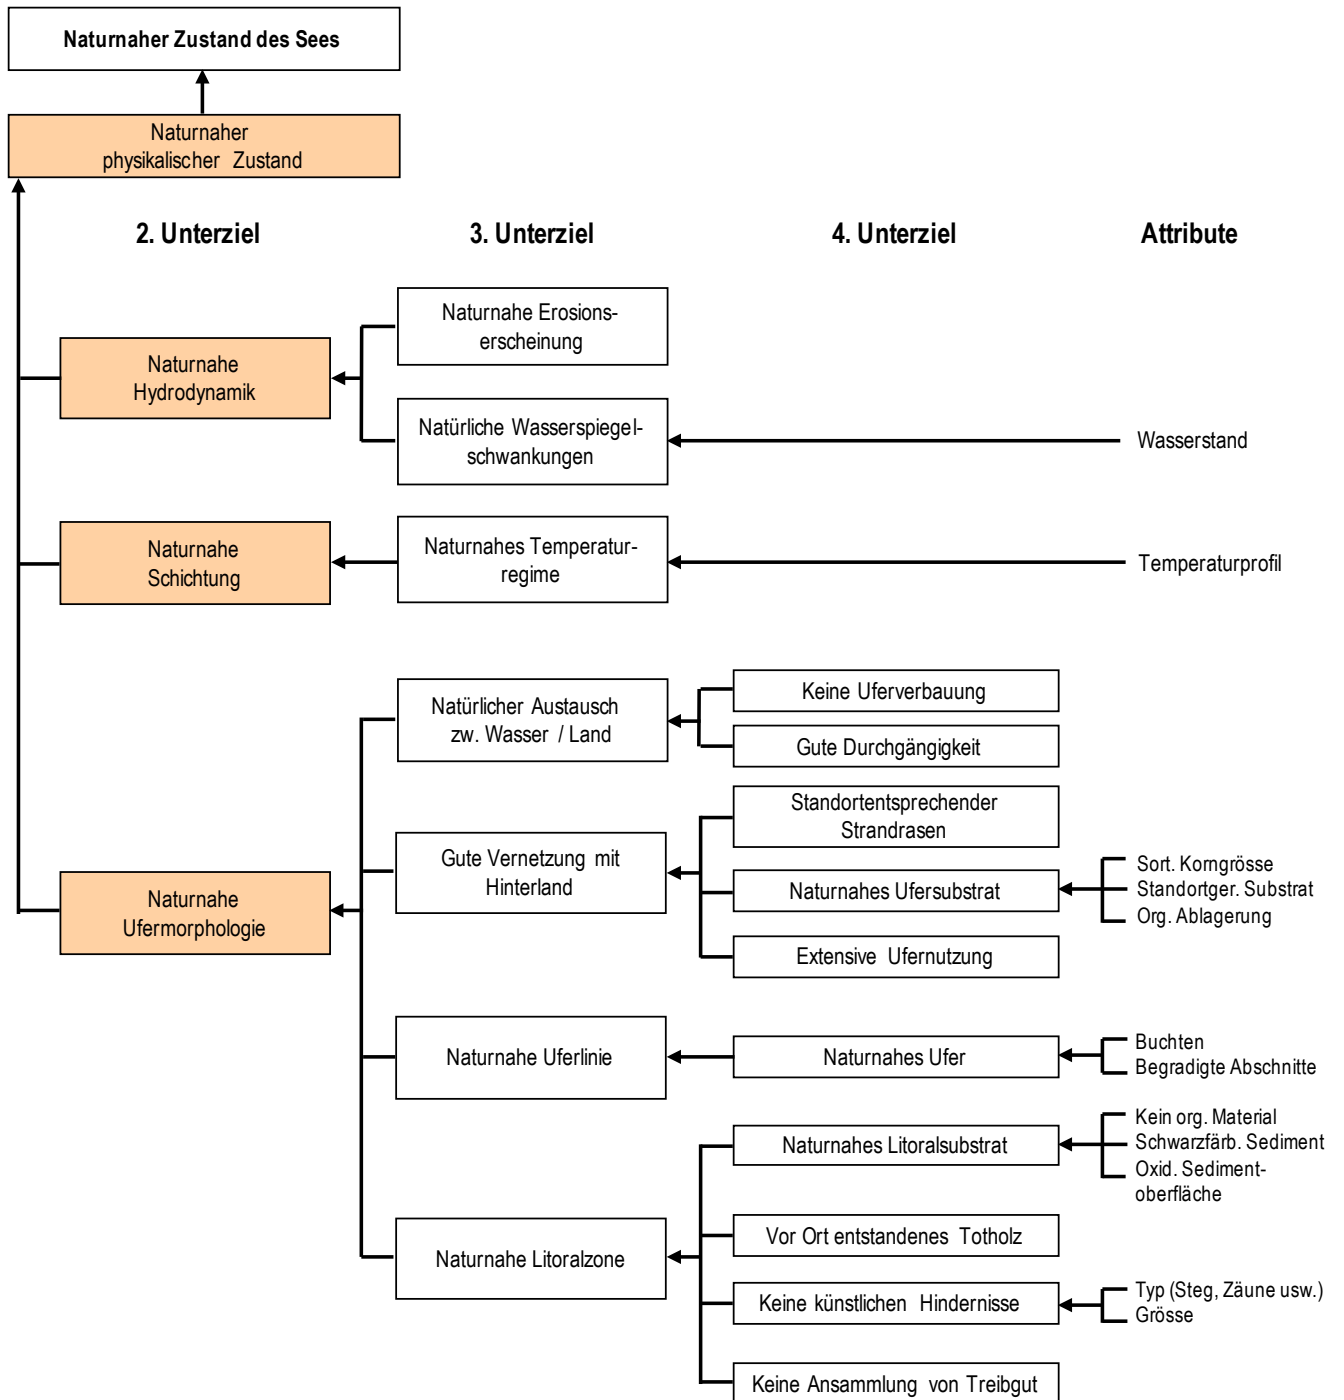 Naturnaher Zustand des Sees
Naturnaher
physikalischer Zustand
2. Unterziel
3. Unterziel
4. Unterziel
Attribute
Naturnahe Erosions-
erscheinung
Naturnahe
Hydrodynamik
Natürliche Wasserspiegel-
schwankungen
Wasserstand
Naturnahe
Schichtung
Naturnahes Temperatur-
regime
Temperaturprofil
Natürlicher Austausch
zw. Wasser / Land
Keine Uferverbauung
Gute Durchgängigkeit
Naturnahe
Ufermorphologie
Gute Vernetzung mit
Hinterland
Standortentsprechender
Strandrasen
Naturnahes Ufersubstrat
Sort. Korngrösse
Standortger. Substrat
Org. Ablagerung
Extensive Ufernutzung
Naturnahe Uferlinie
Naturnahes Ufer
Buchten
Begradigte Abschnitte
Naturnahe Litoralzone
Naturnahes Litoralsubstrat
Kein org. Material
Schwarzfärb. Sediment
Oxid. Sediment-
oberfläche
Vor Ort entstandenes Totholz
Keine künstlichen Hindernisse
Typ (Steg, Zäune usw.)
Grösse
Keine Ansammlung von Treibgut